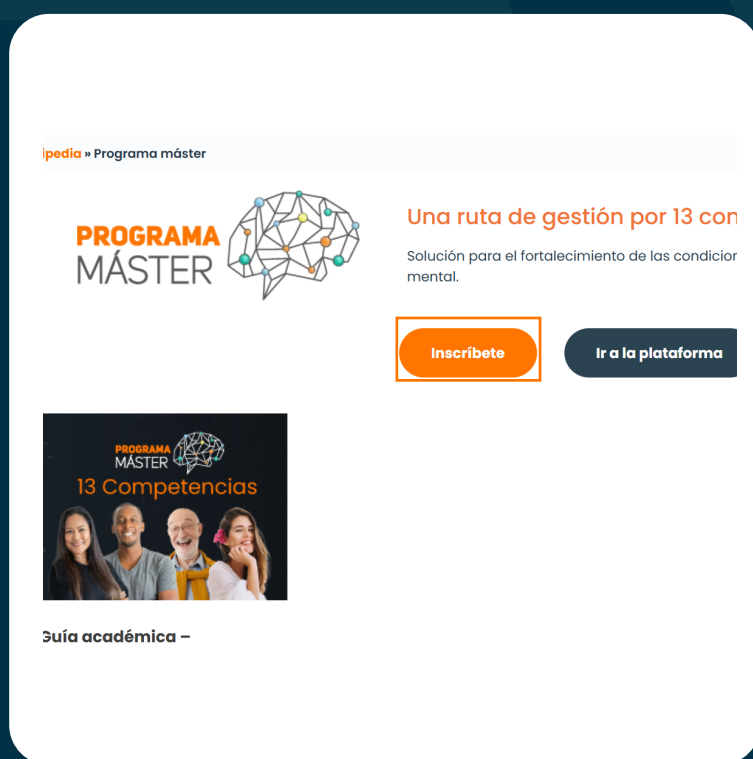 ipedia » Programa máster
PROGRAMA
MÁSTER
Una ruta de gestión por 13 con
Solución para el fortalecimiento de las condicion
mental.
Inscríbete
Ir a la plataforma
PROGRAMA
MÁSTER
13 Competencias
Guía académica –